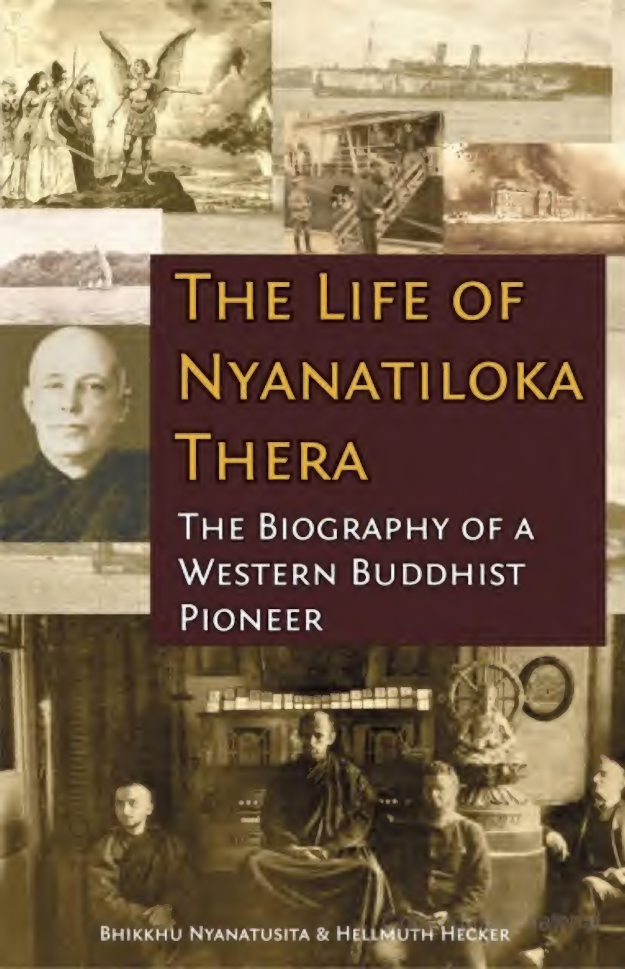 THE LIFE OF
NYANATILOKA
THERA
THE BIOGRAPHY OF A
WESTERN BUDDHIST
PIONEER
BHIKKHU NYANATUSITA & HELLMUTH HECKER